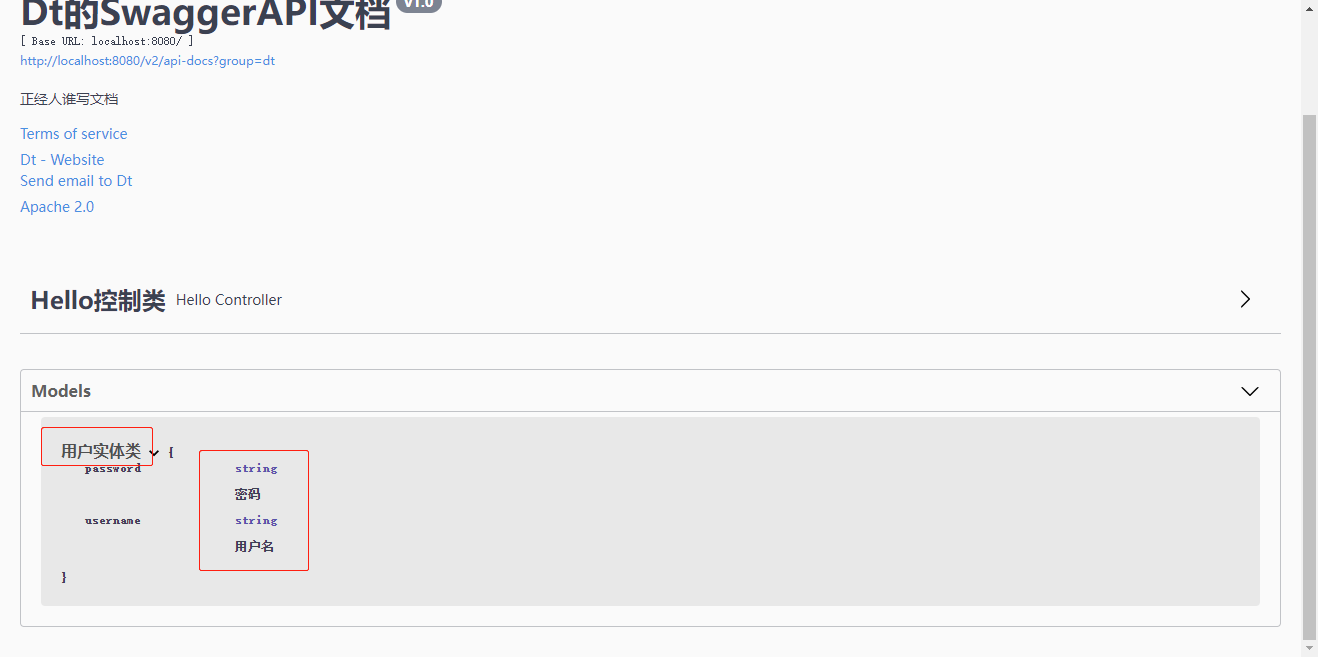 Dt的SwaggerAPI文档 v1.0
[ Base URL: localhost:8080/ ]
http://localhost:8080/v2/api-docs?group=dt
正经人谁写文档
Terms of service
Dt - Website
Send email to Dt
Apache 2.0
Hello控制类 Hello Controller
Models
用户实体类 {
password string
密码
username string
用户名
}